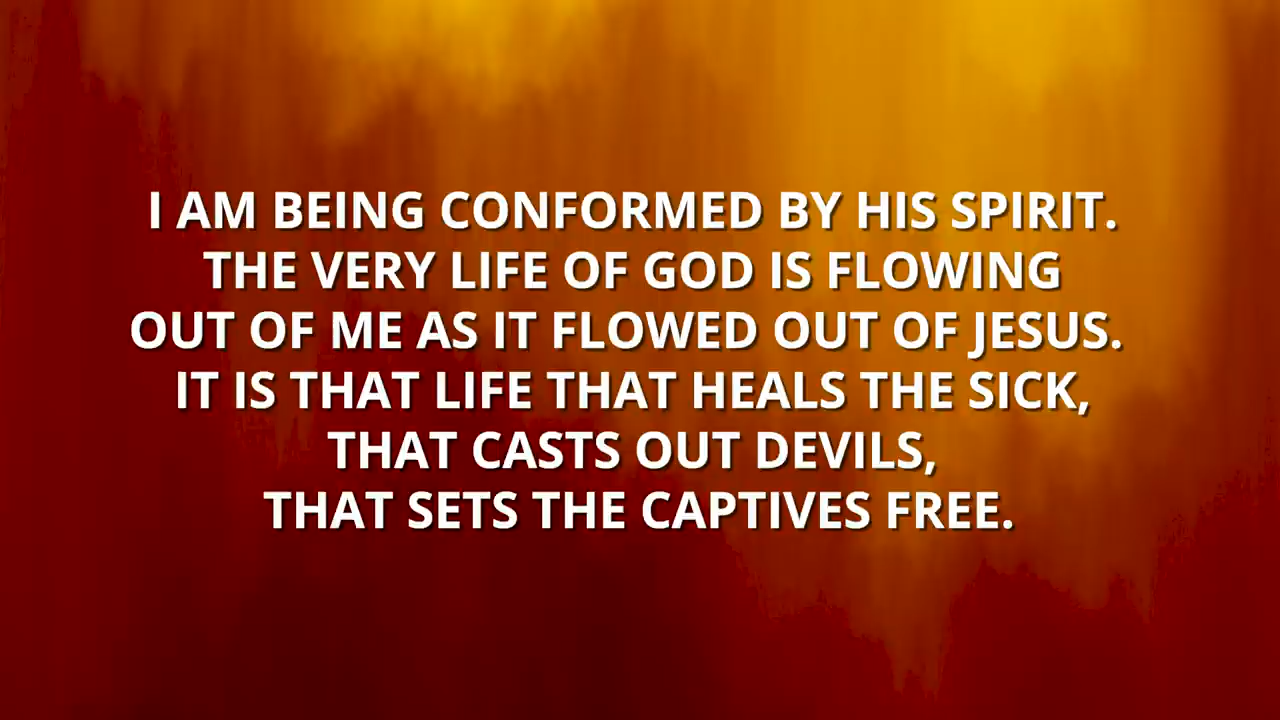 I AM BEING CONFORMED BY HIS SPIRIT.
THE VERY LIFE OF GOD IS FLOWING
OUT OF ME AS IT FLOWED OUT OF JESUS.
IT IS THAT LIFE THAT HEALS THE SICK,
THAT CASTS OUT DEVILS,
THAT SETS THE CAPTIVES FREE.